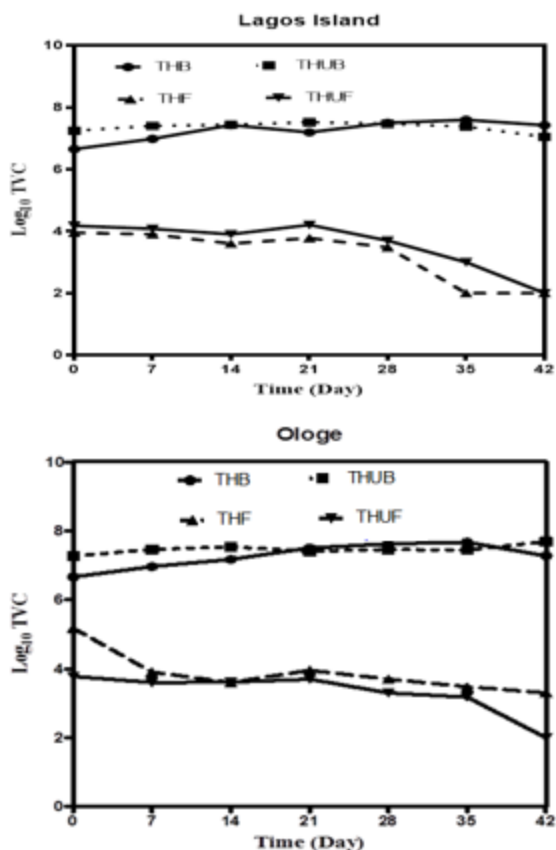 Lagos Island
10
THB THUB
8
THF THUF
6
Log10 TVC
4
2
0
0 7 14 21 28 35 42
Time (Day)
Ologe
10
THB THUB
8
THF THUF
6
Log10 TVC
4
2
0
0 7 14 21 28 35 42
Time (Day)